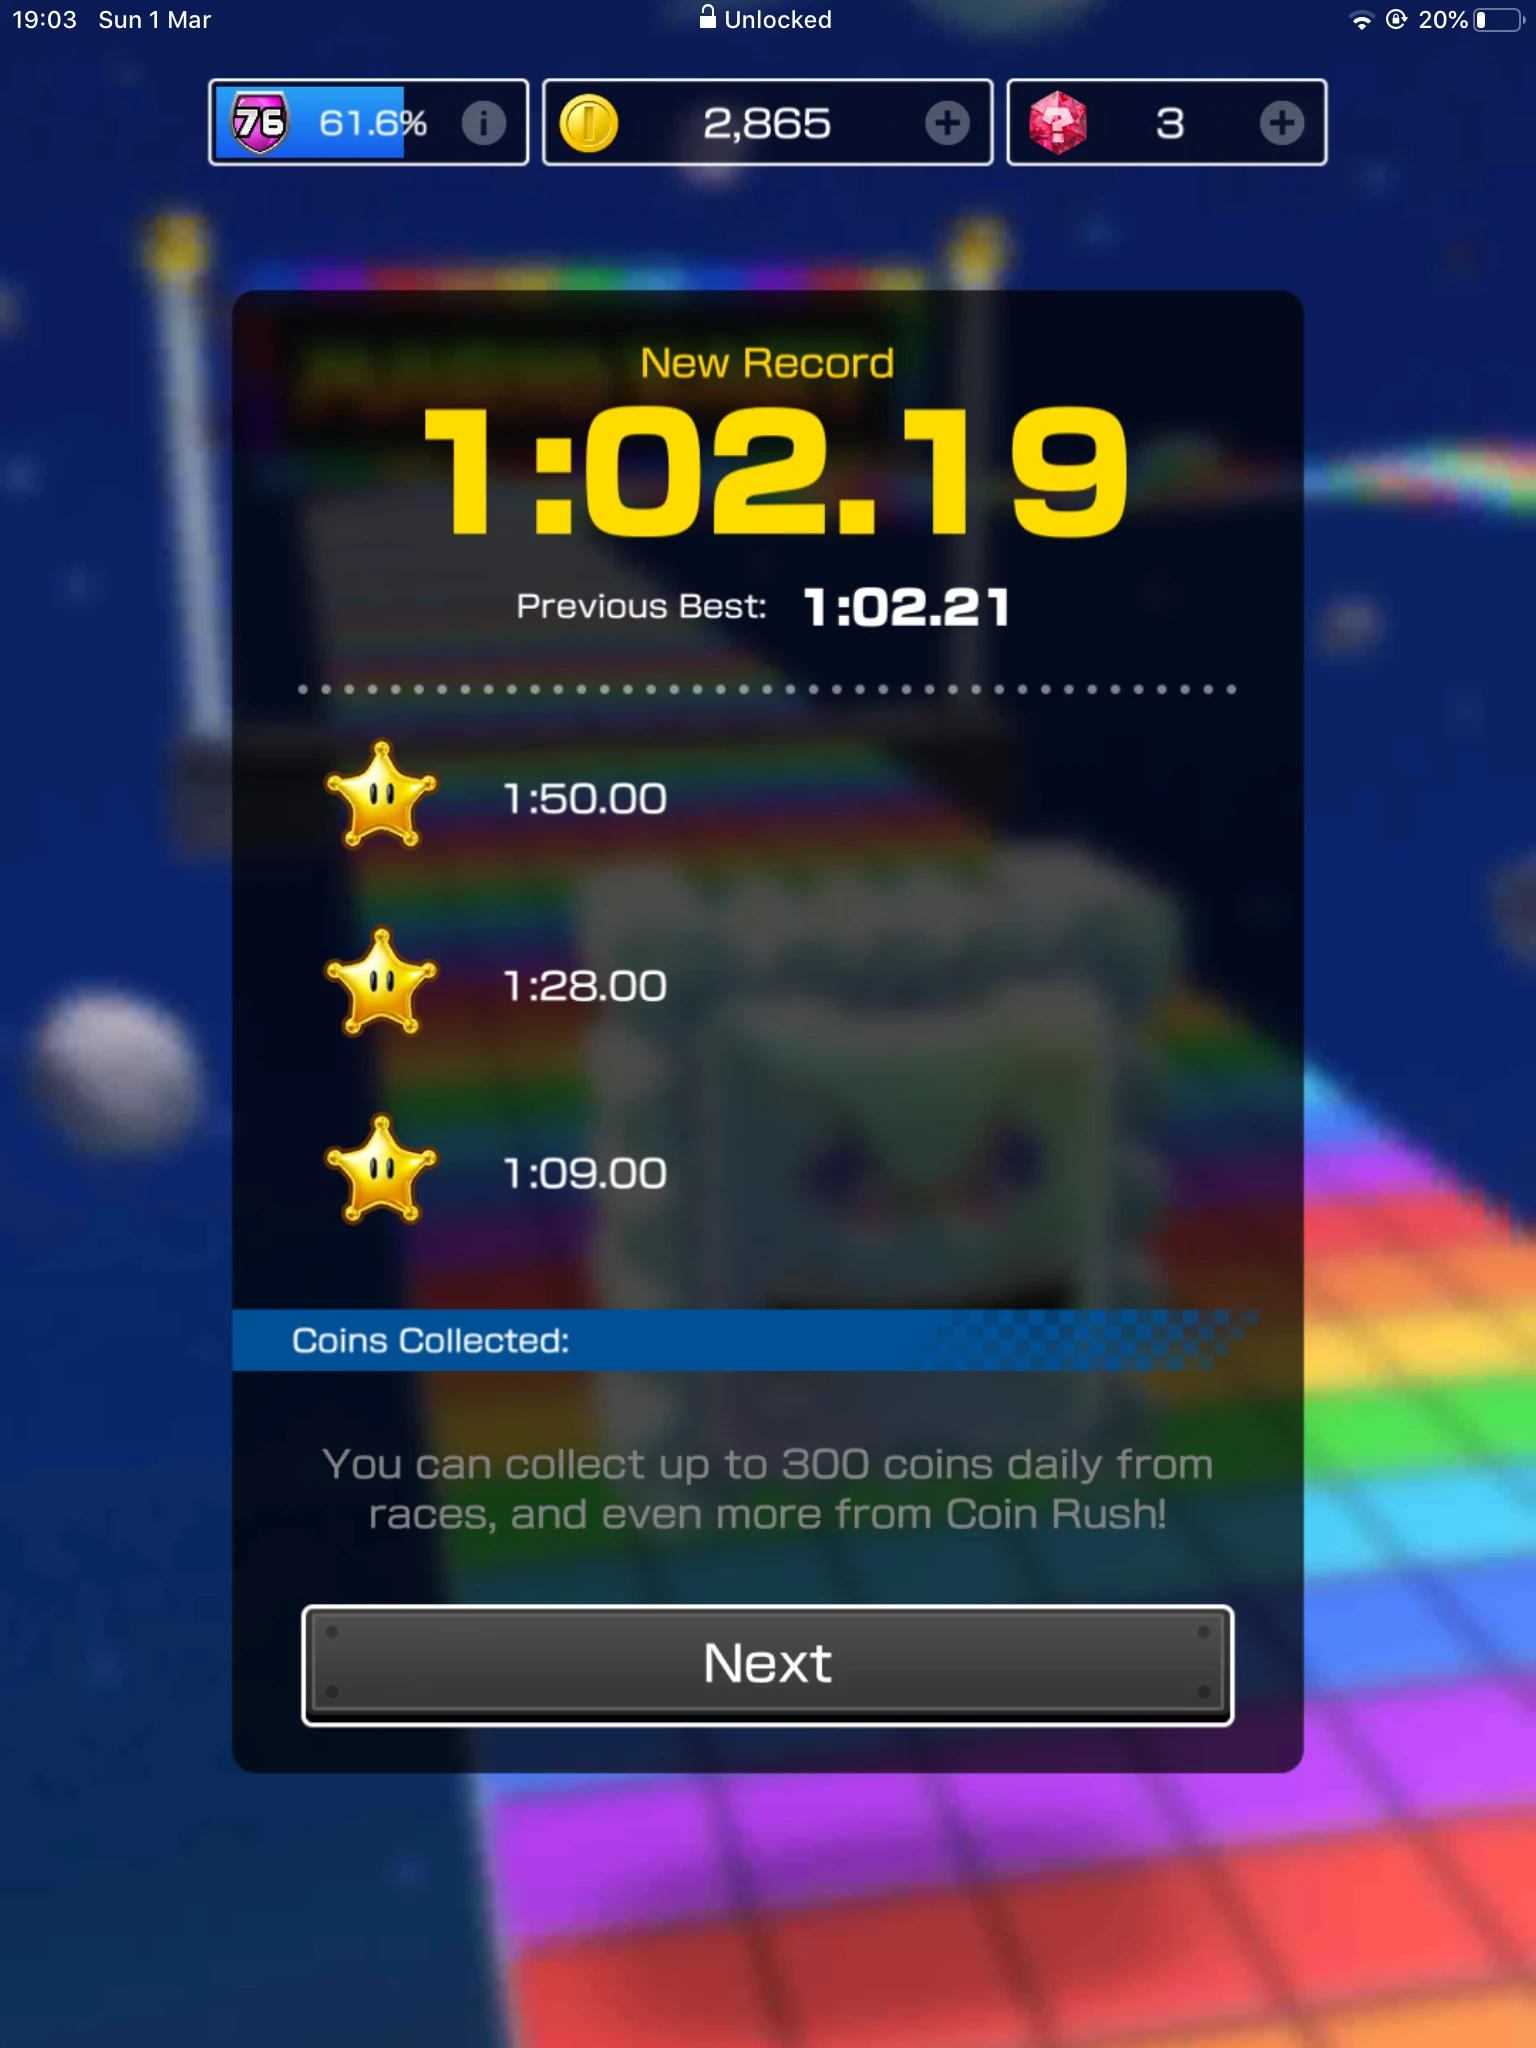 19:03 Sun 1 Mar Unlocked 20%
76 61.6% i 2,865 + 3 +
New Record
1:02.19
Previous Best: 1:02.21
1:50.00
1:28.00
1:09.00
Coins Collected:
You can collect up to 300 coins daily from
races, and even more from Coin Rush!
Next